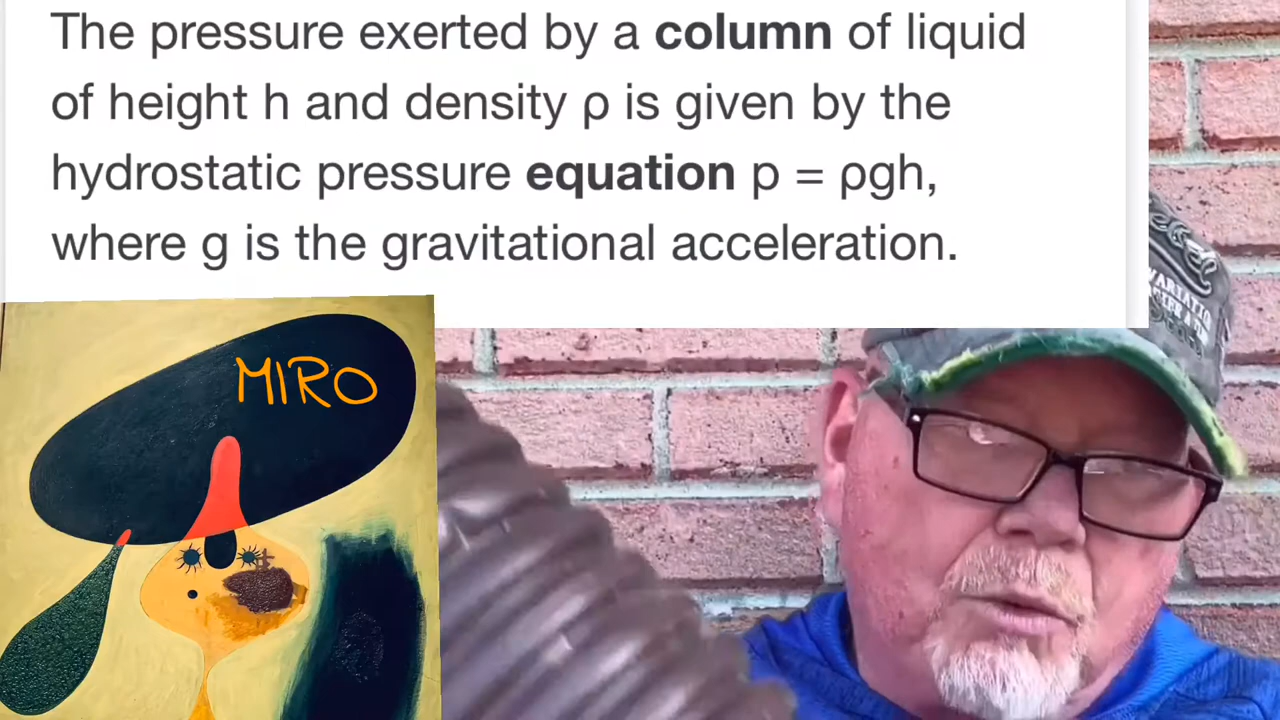 The pressure exerted by a column of liquid
of height h and density ρ is given by the
hydrostatic pressure equation p = ρgh,
where g is the gravitational acceleration.
MIRO